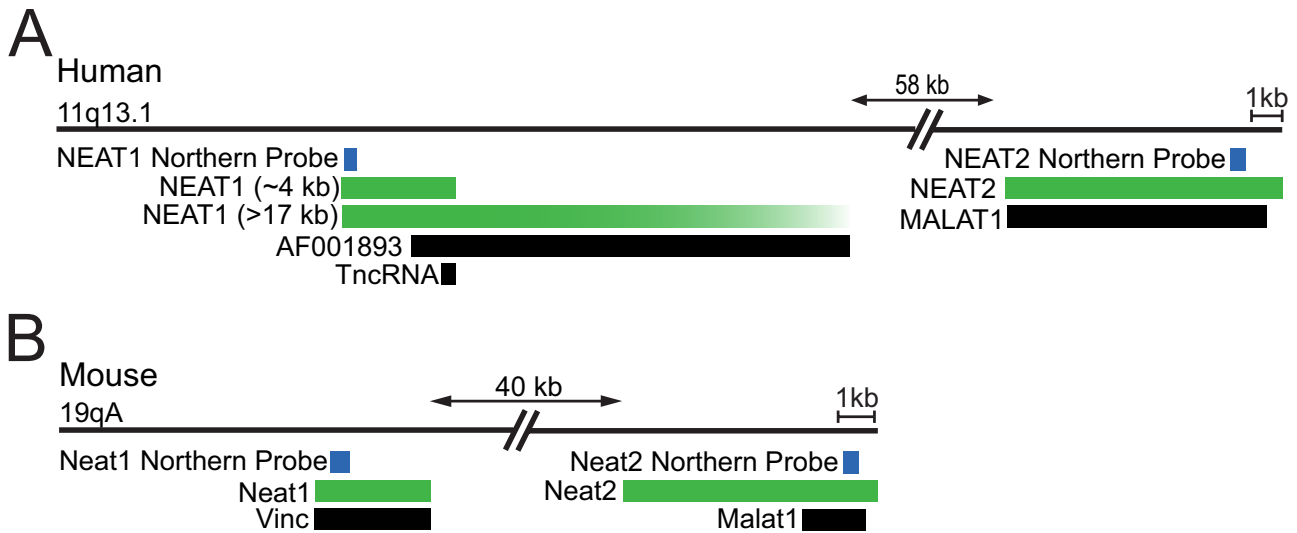 A
Human
58 kb
1kb
11q13.1
NEAT1 Northern Probe
NEAT2 Northern Probe
NEAT1 (~4 kb)
NEAT2
NEAT1 (>17 kb)
MALAT1
AF001893
TncRNA
B
Mouse
40 kb
1kb
19qA
Neat1 Northern Probe
Neat2 Northern Probe
Neat1
Neat2
Vinc
Malat1